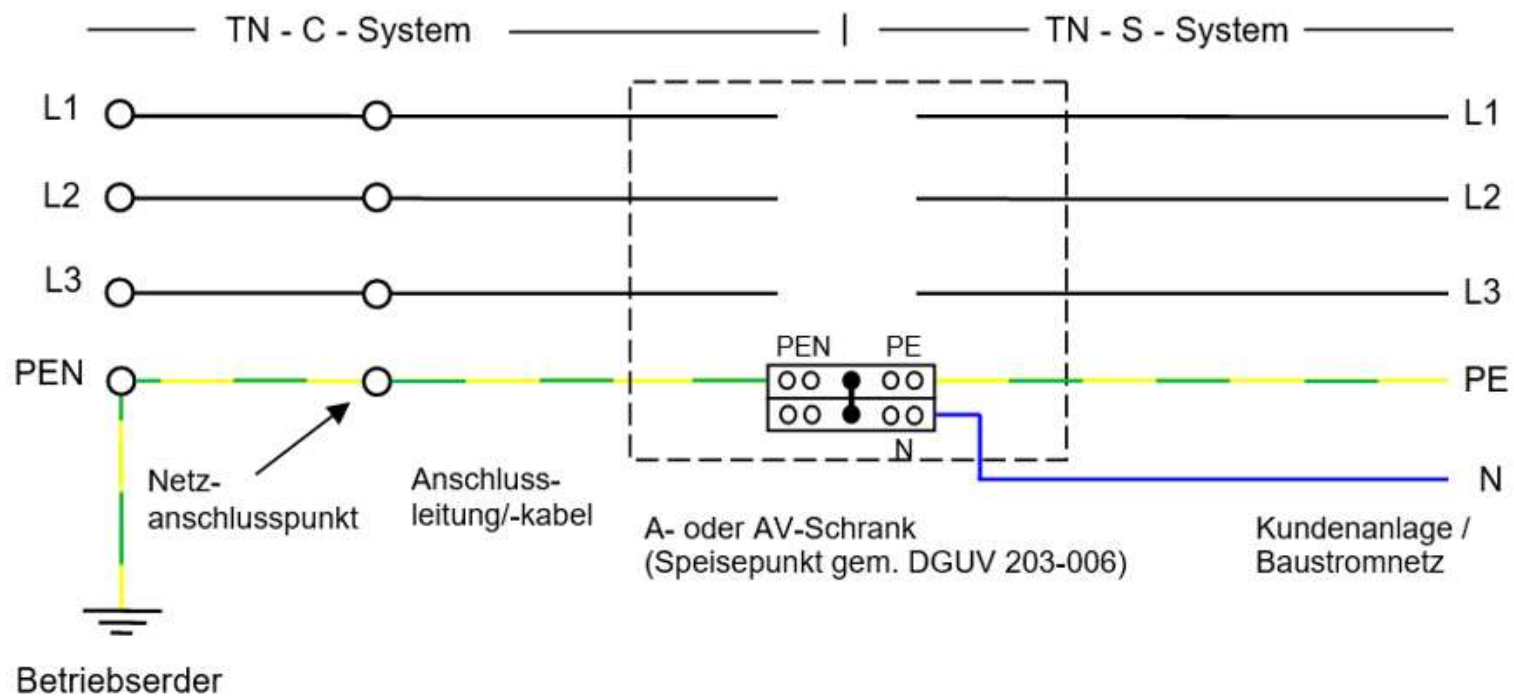 TN - C - System
TN - S - System
L1
L1
L2
L2
L3
L3
PEN PE
PEN
PE
N
N
Netz-
anschlusspunkt
Anschluss-
leitung/-kabel
A- oder AV-Schrank
(Speisepunkt gem. DGUV 203-006)
Kundenanlage /
Baustromnetz
Betriebserder